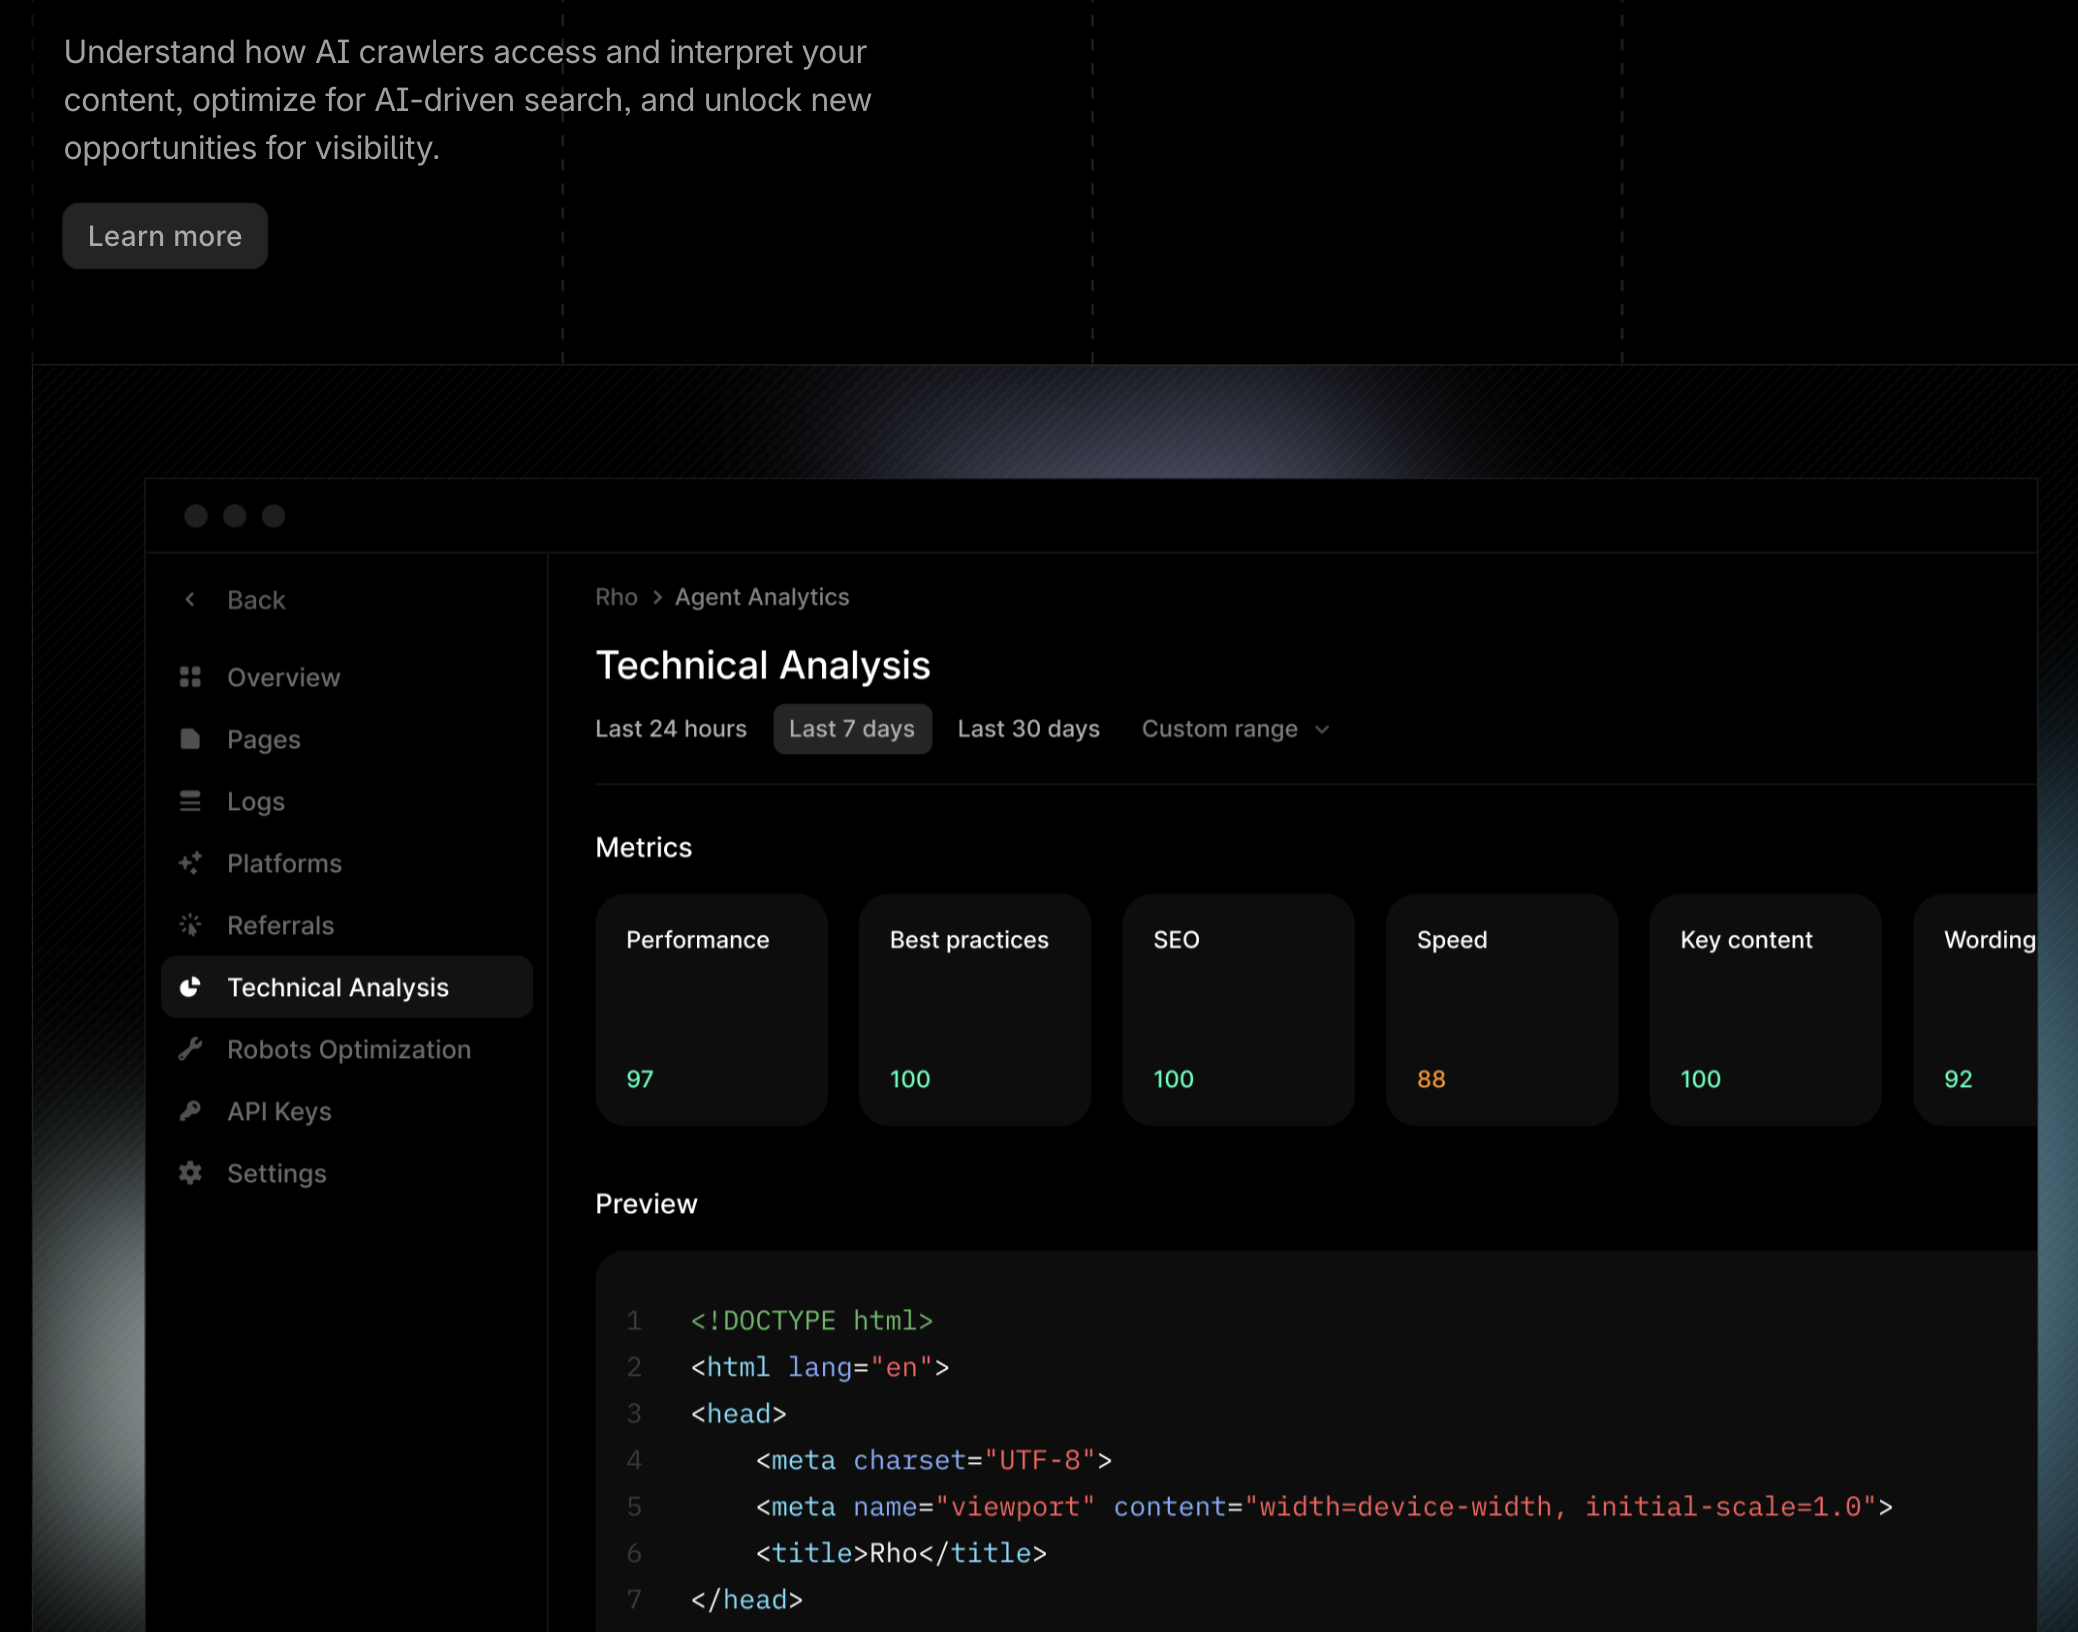 Understand how AI crawlers access and interpret your
content, optimize for AI-driven search, and unlock new
opportunities for visibility.
Learn more
Back
Overview
Pages
Logs
Platforms
Referrals
Technical Analysis
Robots Optimization
API Keys
Settings
Rho > Agent Analytics
Technical Analysis
Last 24 hours Last 7 days Last 30 days Custom range
Metrics
Performance Best practices SEO Speed Key content Wording
97 100 100 88 100 92
Preview
1 <!DOCTYPE html>
2 <html lang="en">
3 <head>
4     <meta charset="UTF-8">
5     <meta name="viewport" content="width=device-width, initial-scale=1.0">
6     <title>Rho</title>
7 </head>